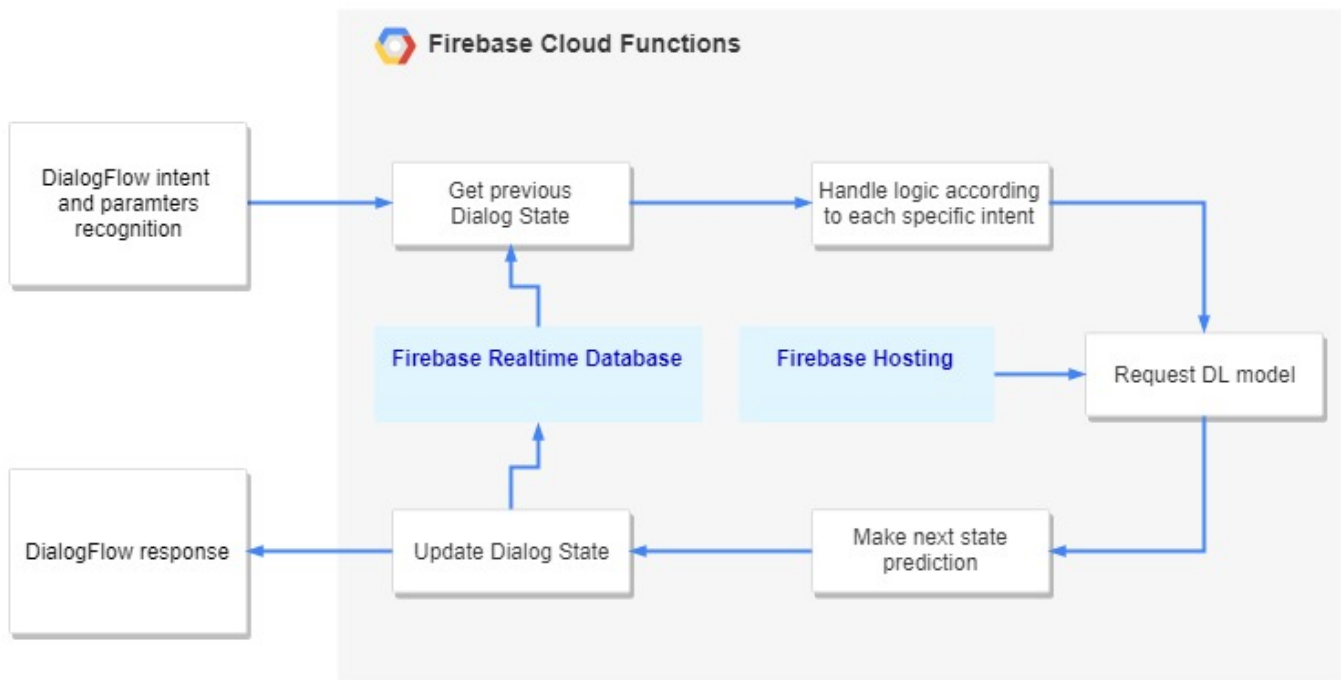 Firebase Cloud Functions
DialogFlow intent
and paramters
recognition
Get previous
Dialog State
Handle logic according
to each specific intent
Firebase Realtime Database
Firebase Hosting
Request DL model
DialogFlow response
Update Dialog State
Make next state
prediction